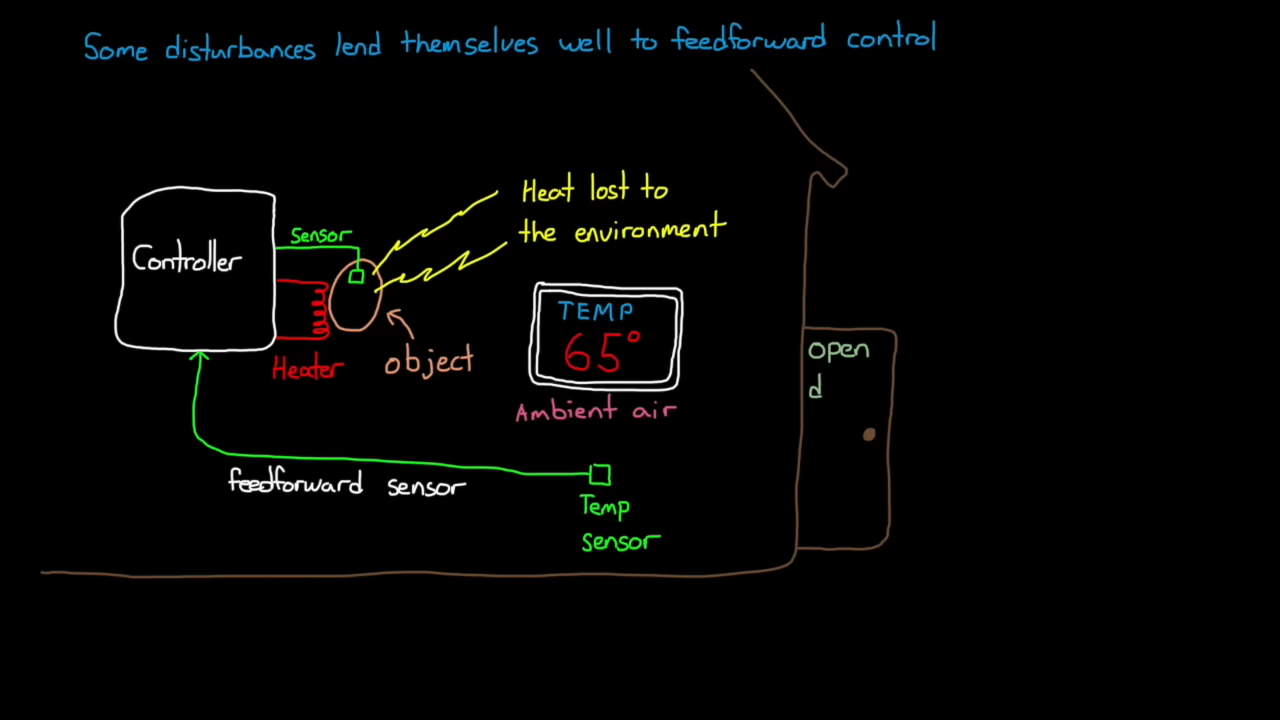 Some disturbances lend themselves well to feedforward control
Heat lost to
the environment
Sensor
Controller
TEMP
65°
open
d
Heater
object
Ambient air
feedforward sensor
Temp
sensor